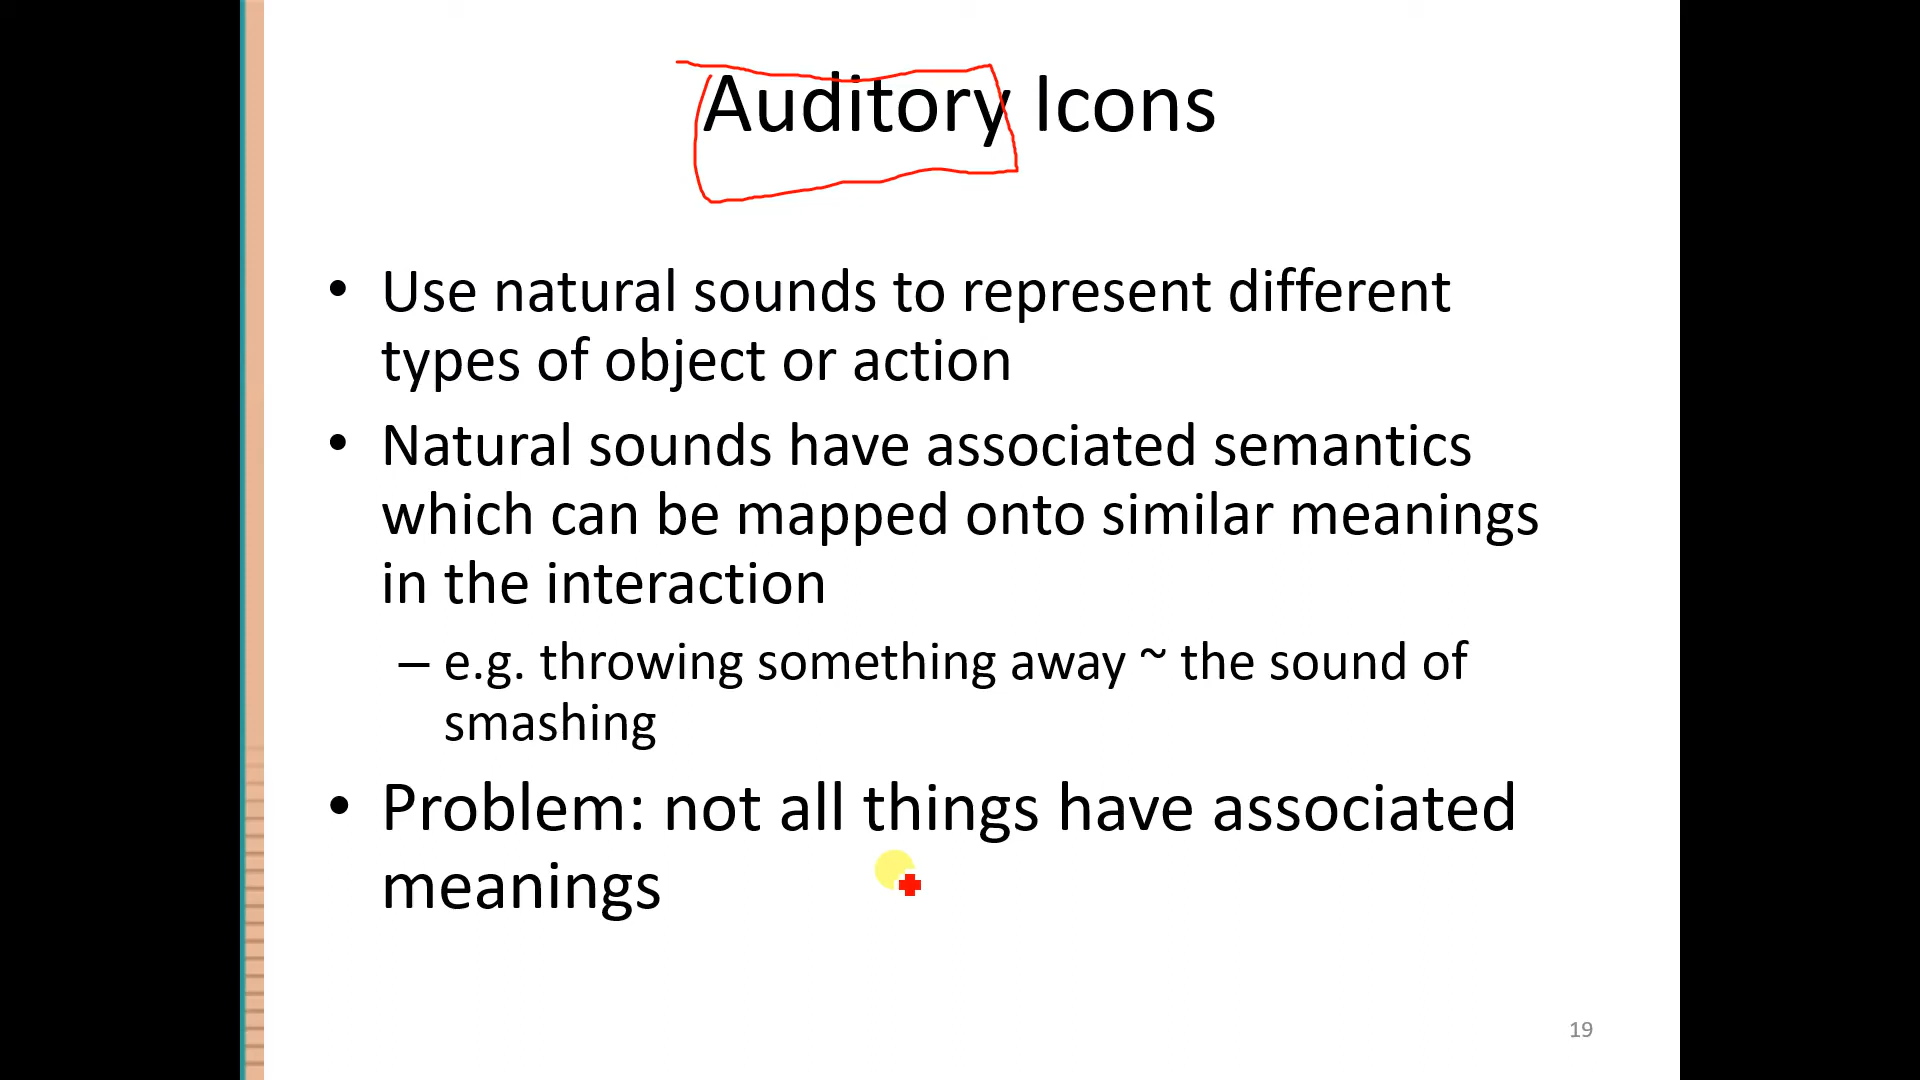 Auditory Icons
• Use natural sounds to represent different
types of object or action
• Natural sounds have associated semantics
which can be mapped onto similar meanings
in the interaction
– e.g. throwing something away ~ the sound of
smashing
• Problem: not all things have associated
meanings
19